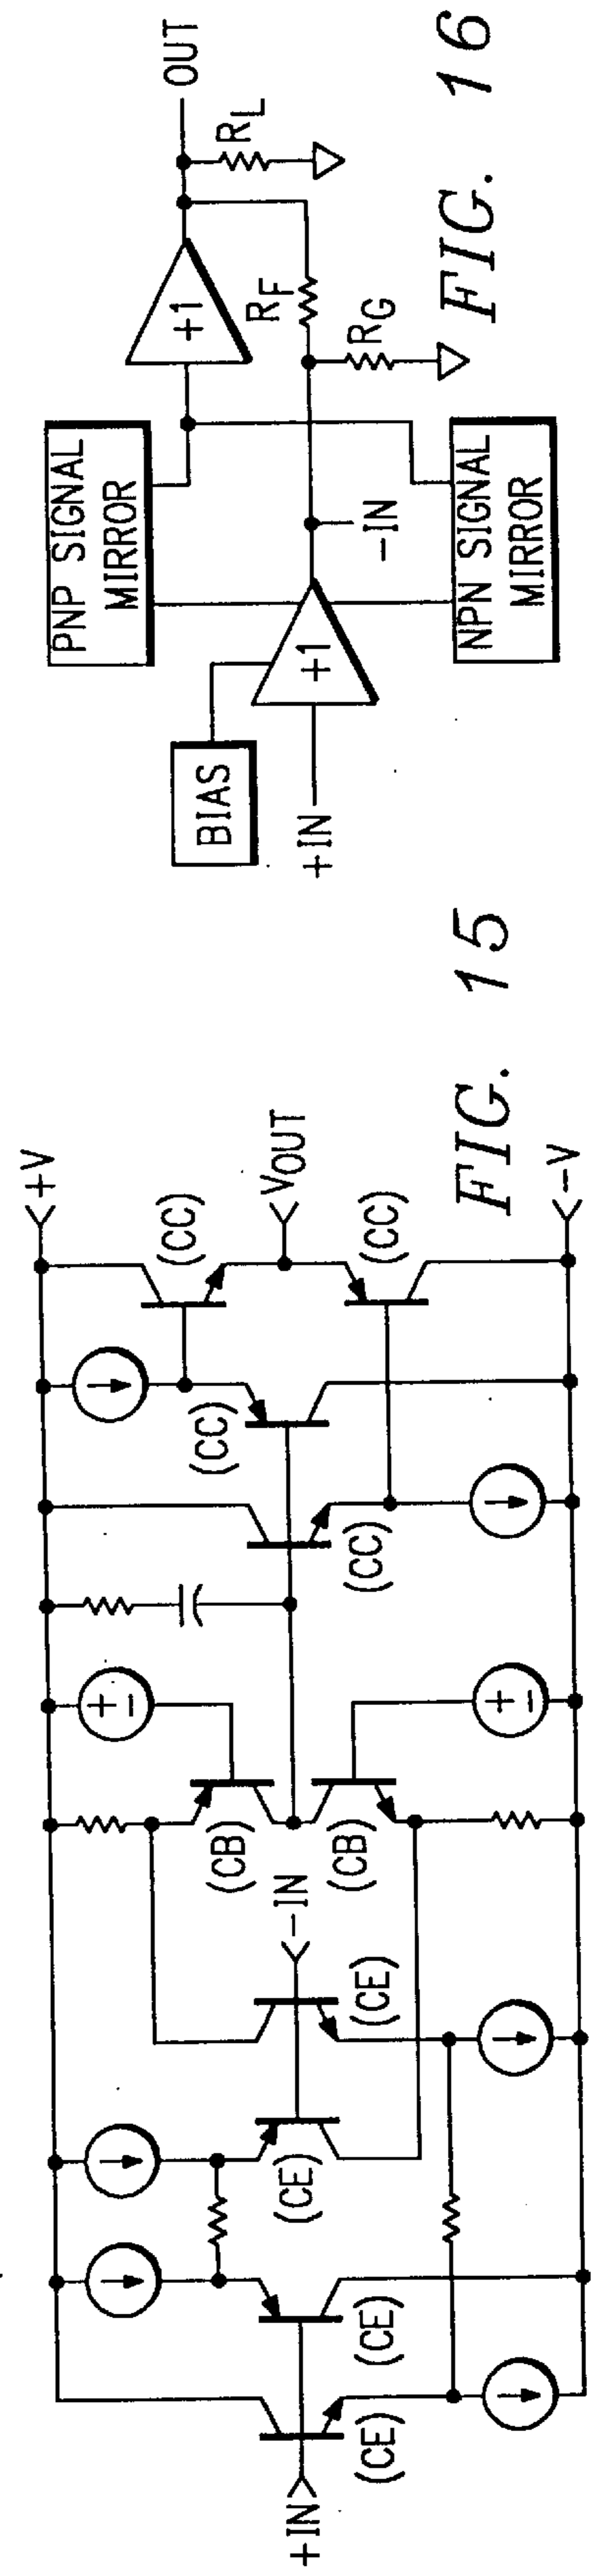 +V
(CC)
VOUT
(CC)
(CC)
(CC)
+
−
(CB)
(CB)
+
−
-IN
(CE)
(CE)
(CE)
(CE)
+IN
-V
FIG. 15
PNP SIGNAL
MIRROR
BIAS
+IN
+1
-IN
+1
OUT
RL
RF
RG
NPN SIGNAL
MIRROR
FIG. 16